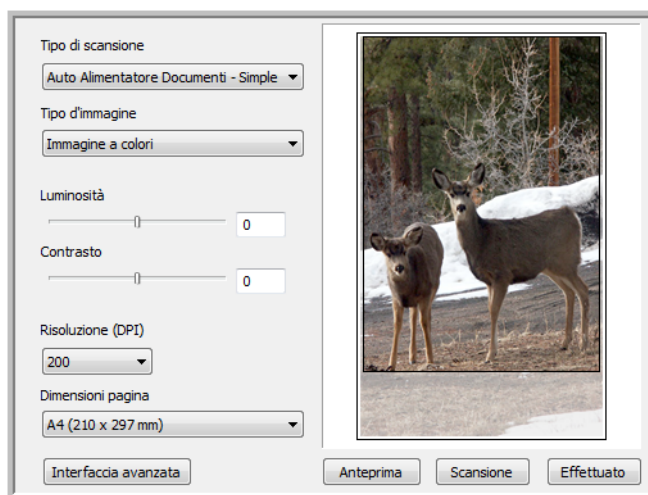 Tipo di scansione
Auto Alimentatore Documenti - Simple
Tipo d'immagine
Immagine a colori
Luminosità
0
Contrasto
0
Risoluzione (DPI)
200
Dimensioni pagina
A4 (210 x 297 mm)
Interfaccia avanzata
Anteprima
Scansione
Effettuato